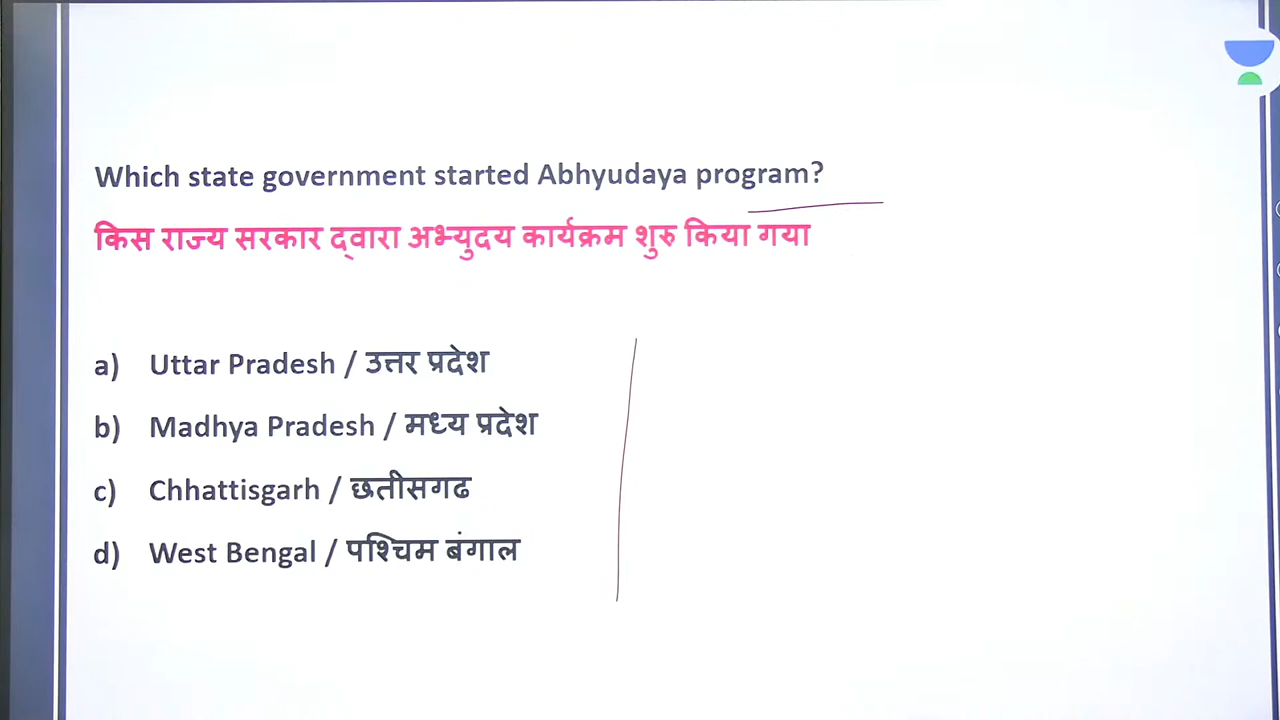 Which state government started Abhyudaya program?
किस राज्य सरकार द्वारा अभ्युदय कार्यक्रम शुरु किया गया
a) Uttar Pradesh / उत्तर प्रदेश
b) Madhya Pradesh / मध्य प्रदेश
c) Chhattisgarh / छतीसगढ
d) West Bengal / पश्चिम बंगाल